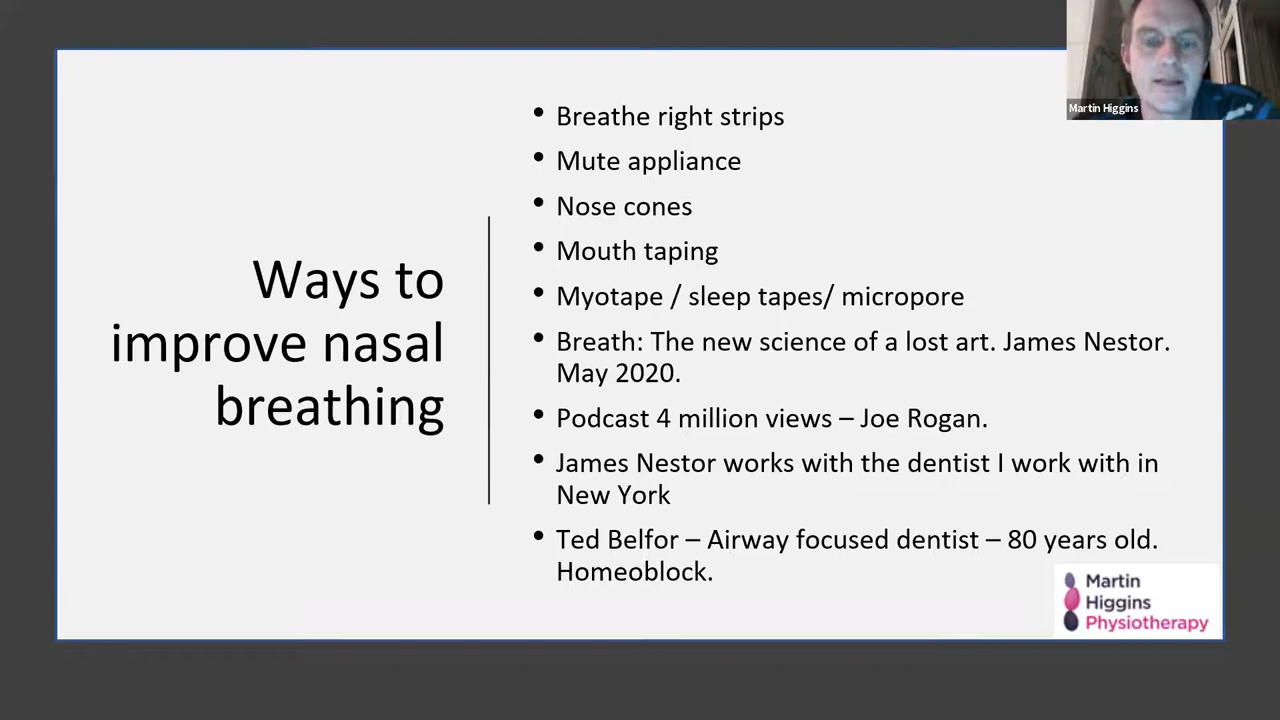 Martin Higgins
Ways to
improve nasal
breathing
• Breathe right strips
• Mute appliance
• Nose cones
• Mouth taping
• Myotape / sleep tapes/ micropore
• Breath: The new science of a lost art. James Nestor.
May 2020.
• Podcast 4 million views – Joe Rogan.
• James Nestor works with the dentist I work with in
New York
• Ted Belfor – Airway focused dentist – 80 years old.
Homeoblock.
Martin
Higgins
Physiotherapy